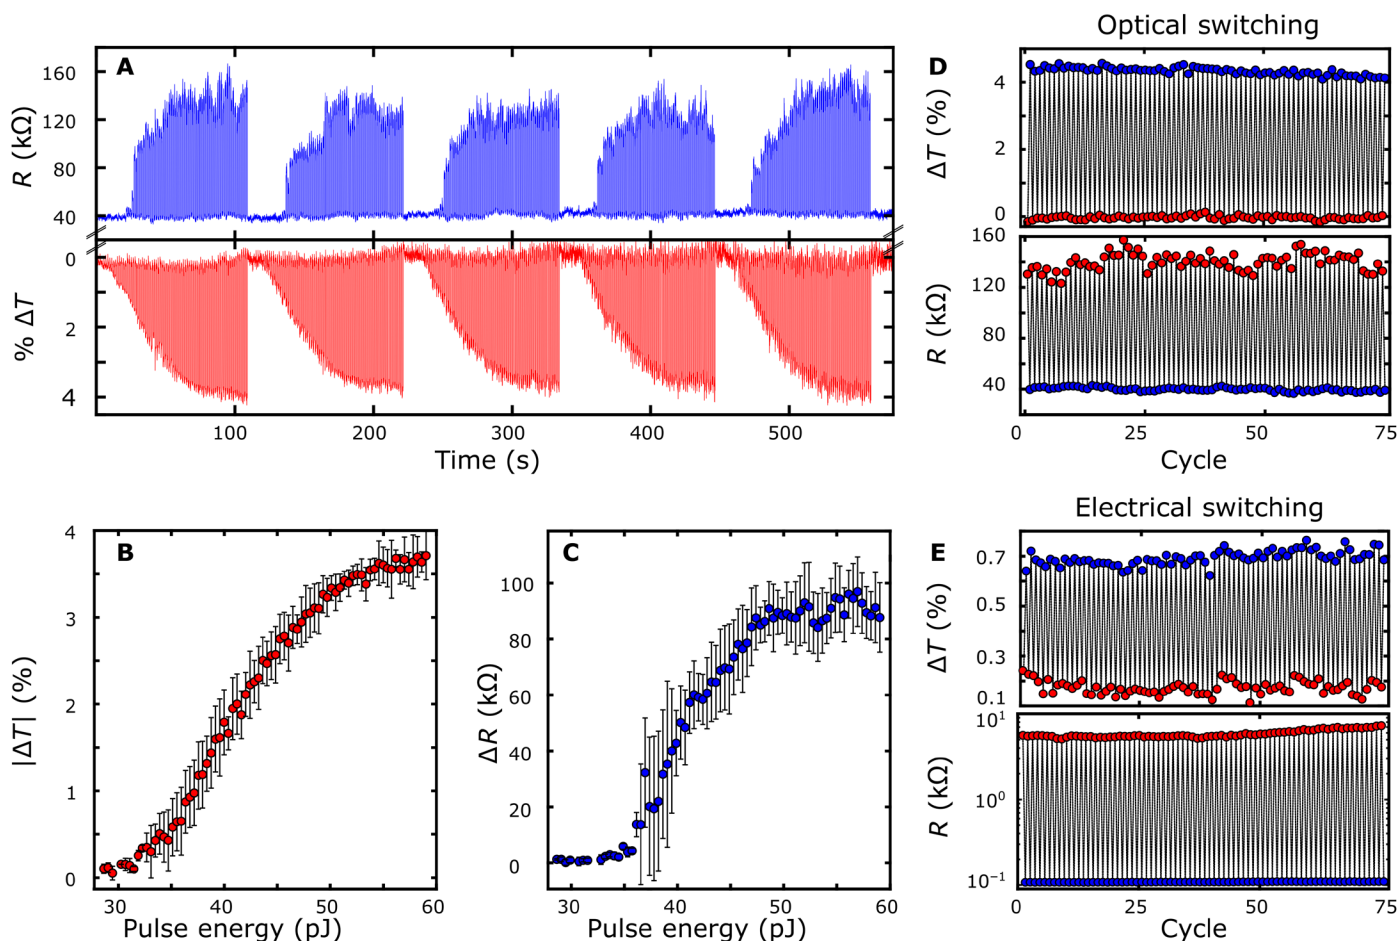 Optical switching
A
R (kΩ)
160
120
80
40
% ΔT
0
2
4
100 200 300 400 500
Time (s)
D
ΔT (%)
4
2
0
R (kΩ)
160
120
80
40
0 25 50 75
Cycle
B
|ΔT| (%)
4
3
2
1
0
30 40 50 60
Pulse energy (pJ)
C
ΔR (kΩ)
100
80
60
40
20
0
30 40 50 60
Pulse energy (pJ)
Electrical switching
E
ΔT (%)
0.7
0.5
0.3
0.1
R (kΩ)
10¹
10⁰
10⁻¹
0 25 50 75
Cycle